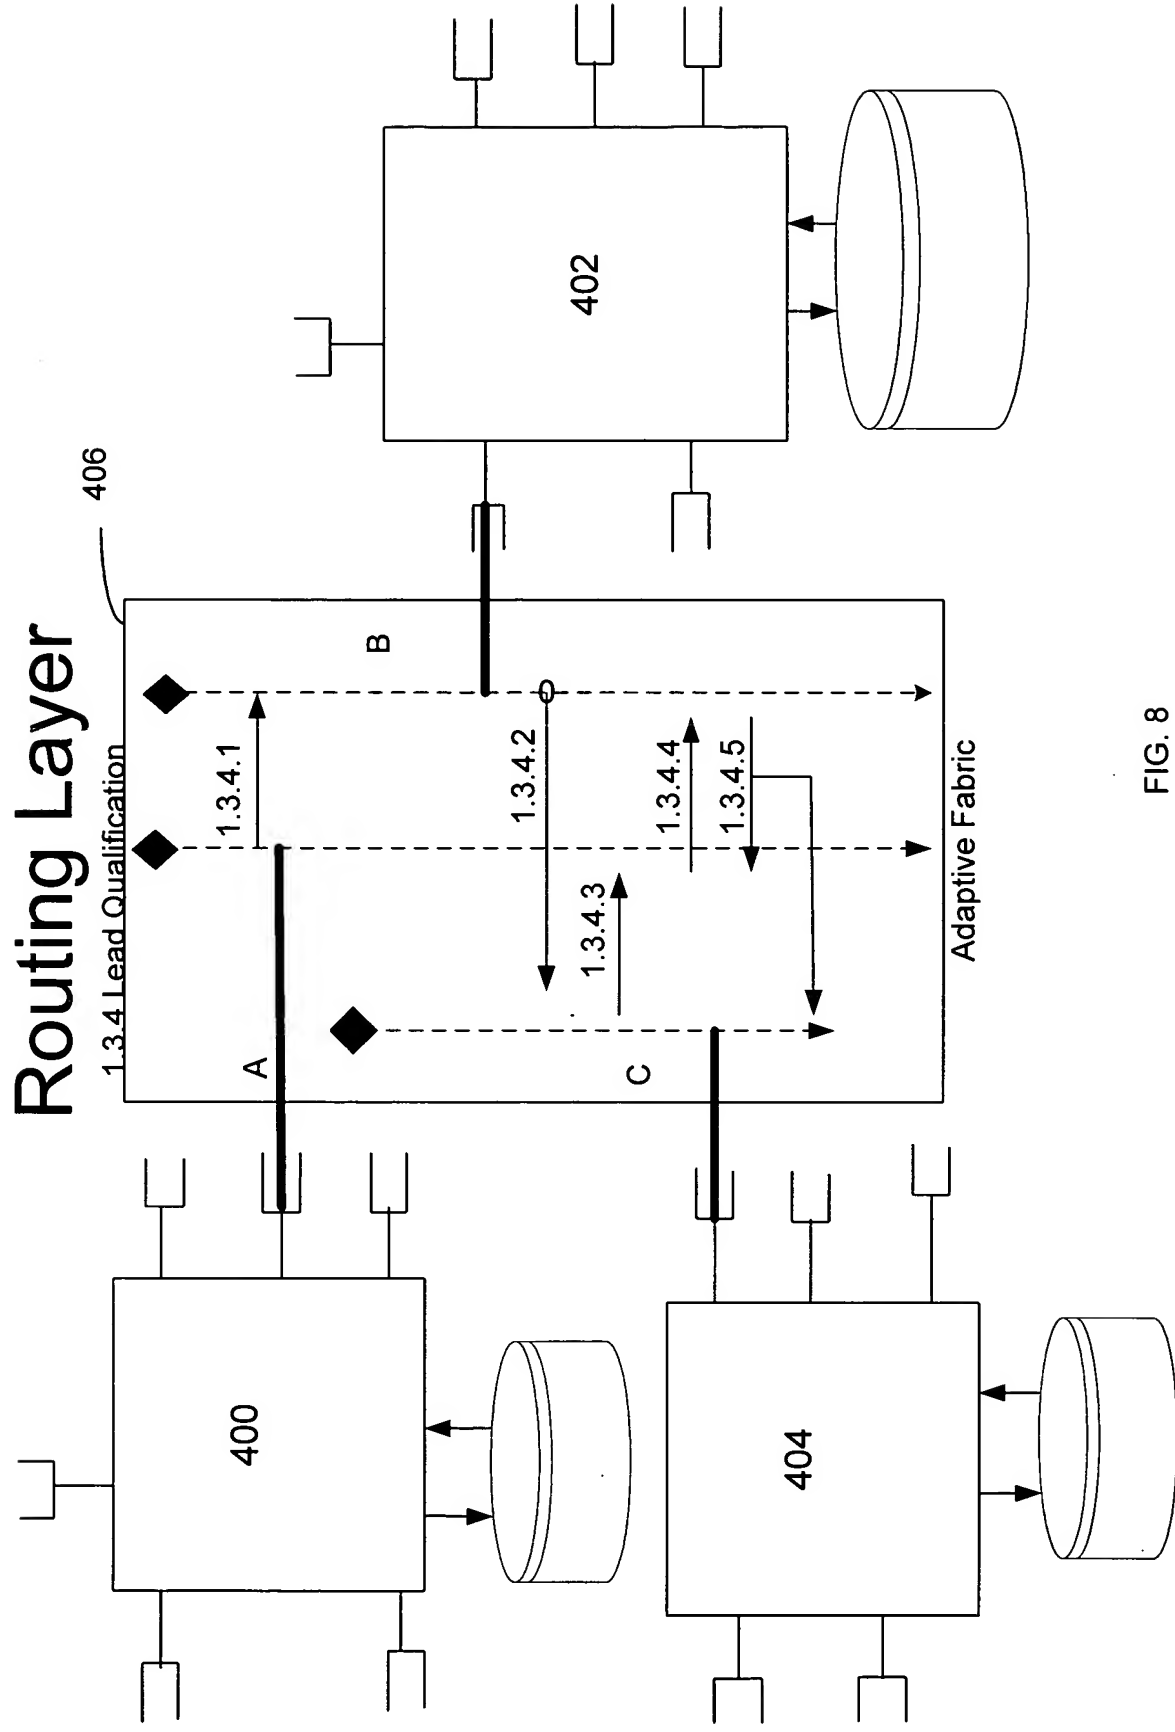 Routing Layer
1.3.4 Lead Qualification
406
A
B
1.3.4.1
400
402
1.3.4.2
1.3.4.3
1.3.4.4
C
1.3.4.5
404
Adaptive Fabric
FIG. 8